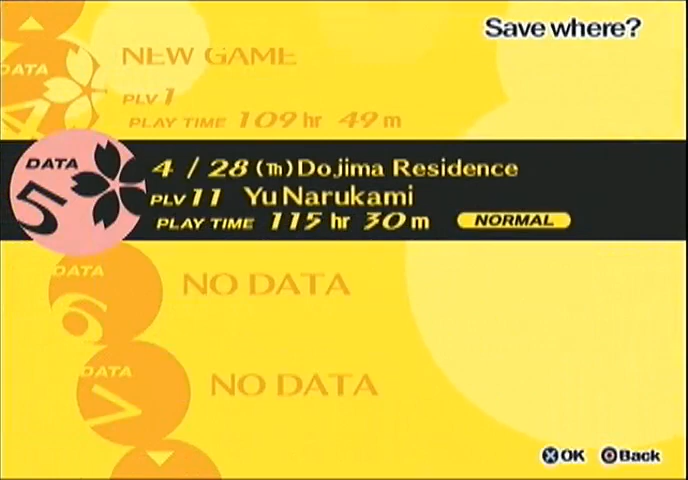 Save where?
NEW GAME
DATA
PLV 1
4
PLAY TIME 109 hr 49 m
DATA
4 / 28 (Th) Dojima Residence
5
PLV 11 Yu Narukami
PLAY TIME 115 hr 30 m NORMAL
DATA
6
NO DATA
DATA
7
NO DATA
OK Back